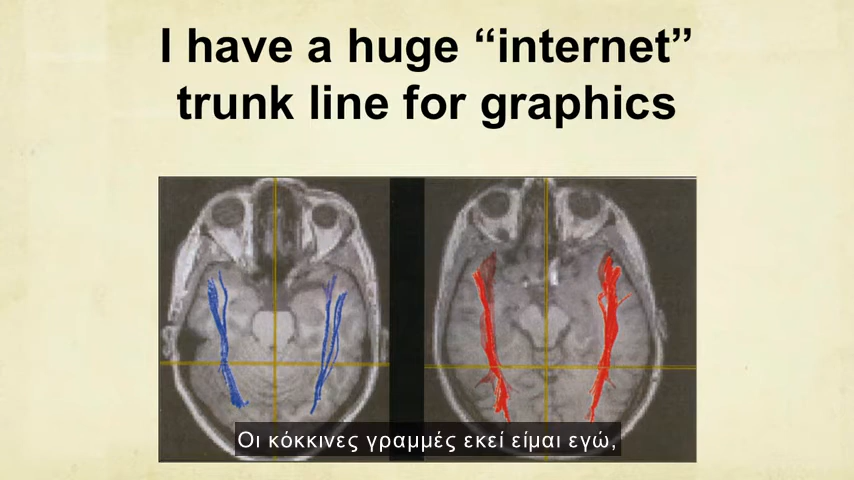 I have a huge “internet”
trunk line for graphics
Οι κόκκινες γραμμές εκεί είμαι εγώ,